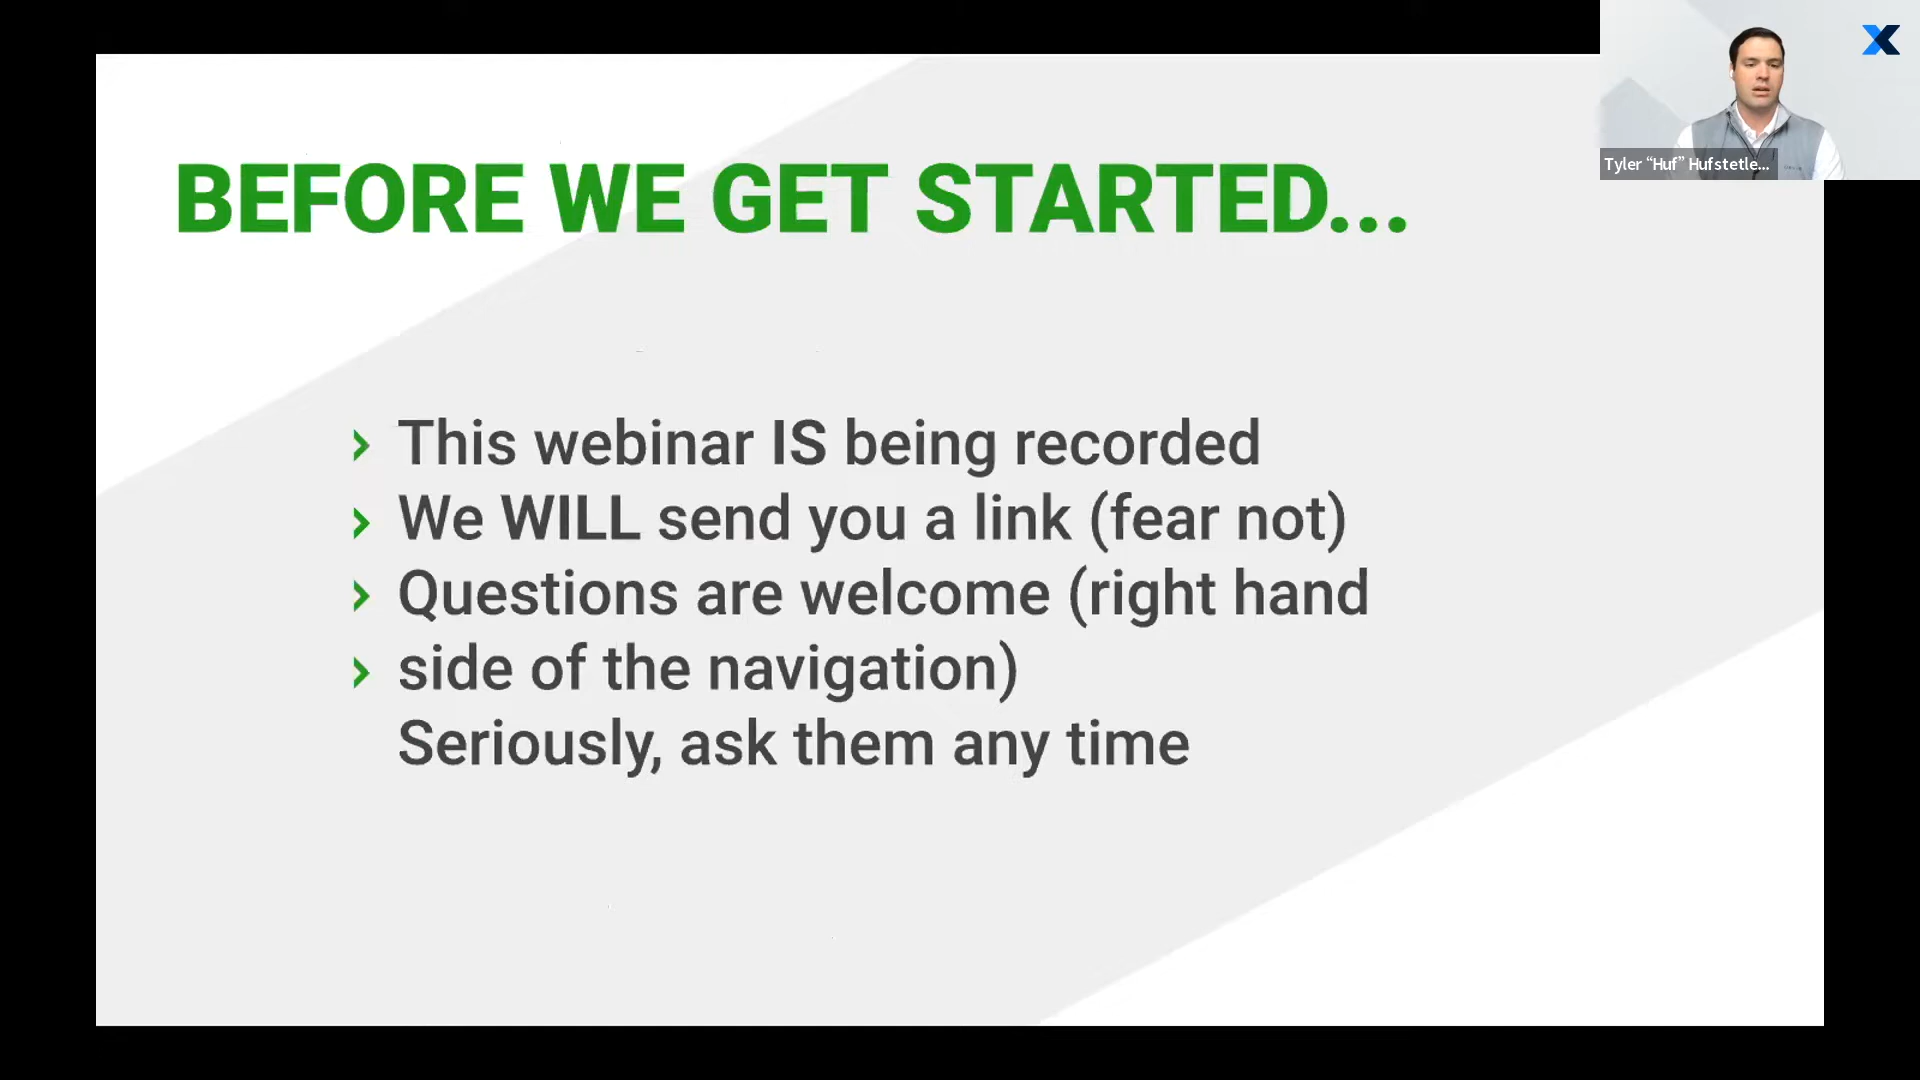 Tyler “Huf” Hufstetle...
BEFORE WE GET STARTED...
› This webinar IS being recorded
› We WILL send you a link (fear not)
› Questions are welcome (right hand
› side of the navigation)
Seriously, ask them any time